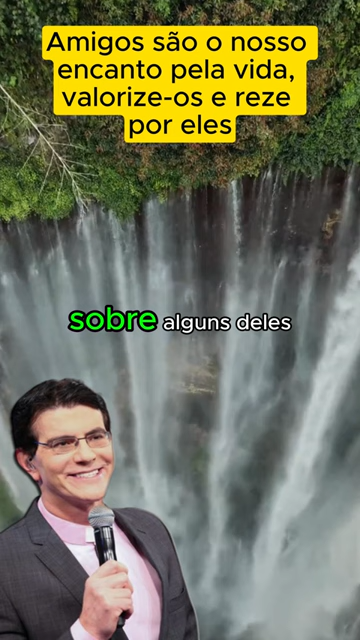 Amigos são o nosso
encanto pela vida,
valorize-os e reze
por eles
sobre alguns deles